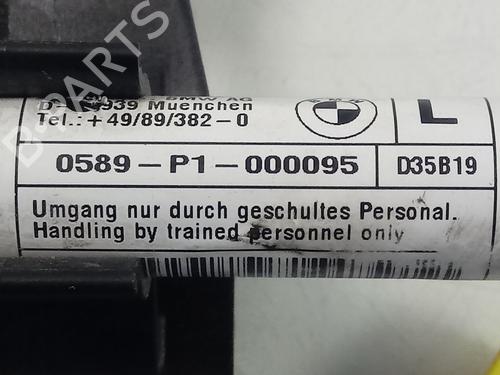 BMW AG
Muenchen
Tel.: +49/89/382-0
L
0589-P1-000095
D35B19
Umgang nur durch geschultes Personal.
Handling by trained personnel only
B-PARTS